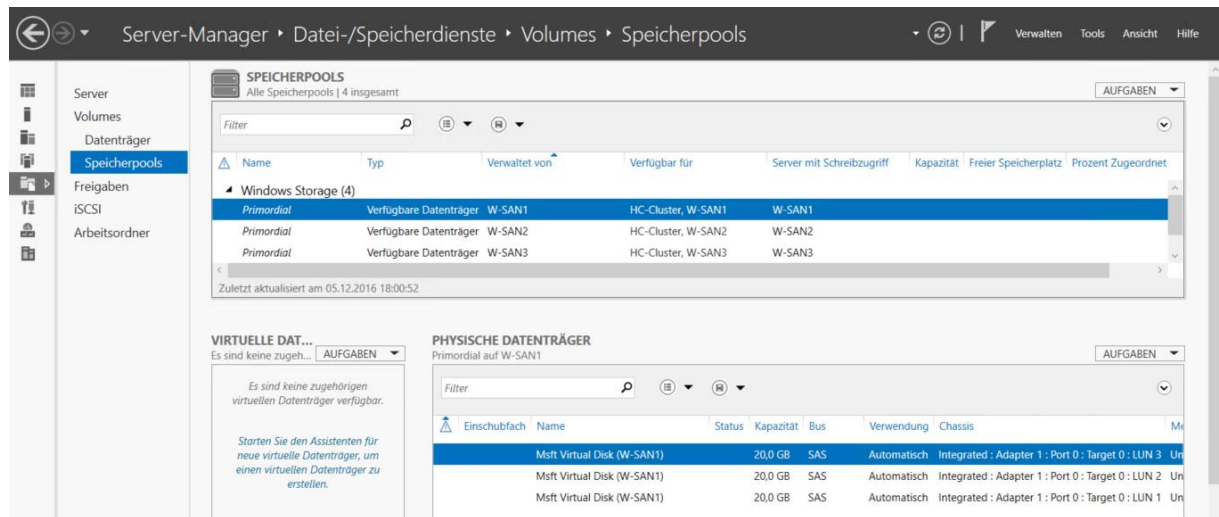 Server-Manager ‣ Datei-/Speicherdienste ‣ Volumes ‣ Speicherpools
Verwalten Tools Ansicht Hilfe
Server
Volumes
Datenträger
Speicherpools
Freigaben
iSCSI
Arbeitsordner
SPEICHERPOOLS
Alle Speicherpools | 4 insgesamt
AUFGABEN
Filter
Name Typ Verwaltet von Verfügbar für Server mit Schreibzugriff Kapazität Freier Speicherplatz Prozent Zugeordnet
Windows Storage (4)
Primordial Verfügbare Datenträger W-SAN1 HC-Cluster, W-SAN1 W-SAN1
Primordial Verfügbare Datenträger W-SAN2 HC-Cluster, W-SAN2 W-SAN2
Primordial Verfügbare Datenträger W-SAN3 HC-Cluster, W-SAN3 W-SAN3
Zuletzt aktualisiert am 05.12.2016 18:00:52
VIRTUELLE DAT...
Es sind keine zugeh... AUFGABEN
Es sind keine zugehörigen
virtuellen Datenträger verfügbar.
Starten Sie den Assistenten für
neue virtuelle Datenträger, um
einen virtuellen Datenträger zu
erstellen.
PHYSISCHE DATENTRÄGER
Primordial auf W-SAN1
AUFGABEN
Filter
Einschubfach Name Status Kapazität Bus Verwendung Chassis Me
Msft Virtual Disk (W-SAN1) 20,0 GB SAS Automatisch Integrated : Adapter 1 : Port 0 : Target 0 : LUN 3 Un
Msft Virtual Disk (W-SAN1) 20,0 GB SAS Automatisch Integrated : Adapter 1 : Port 0 : Target 0 : LUN 2 Un
Msft Virtual Disk (W-SAN1) 20,0 GB SAS Automatisch Integrated : Adapter 1 : Port 0 : Target 0 : LUN 1 Un